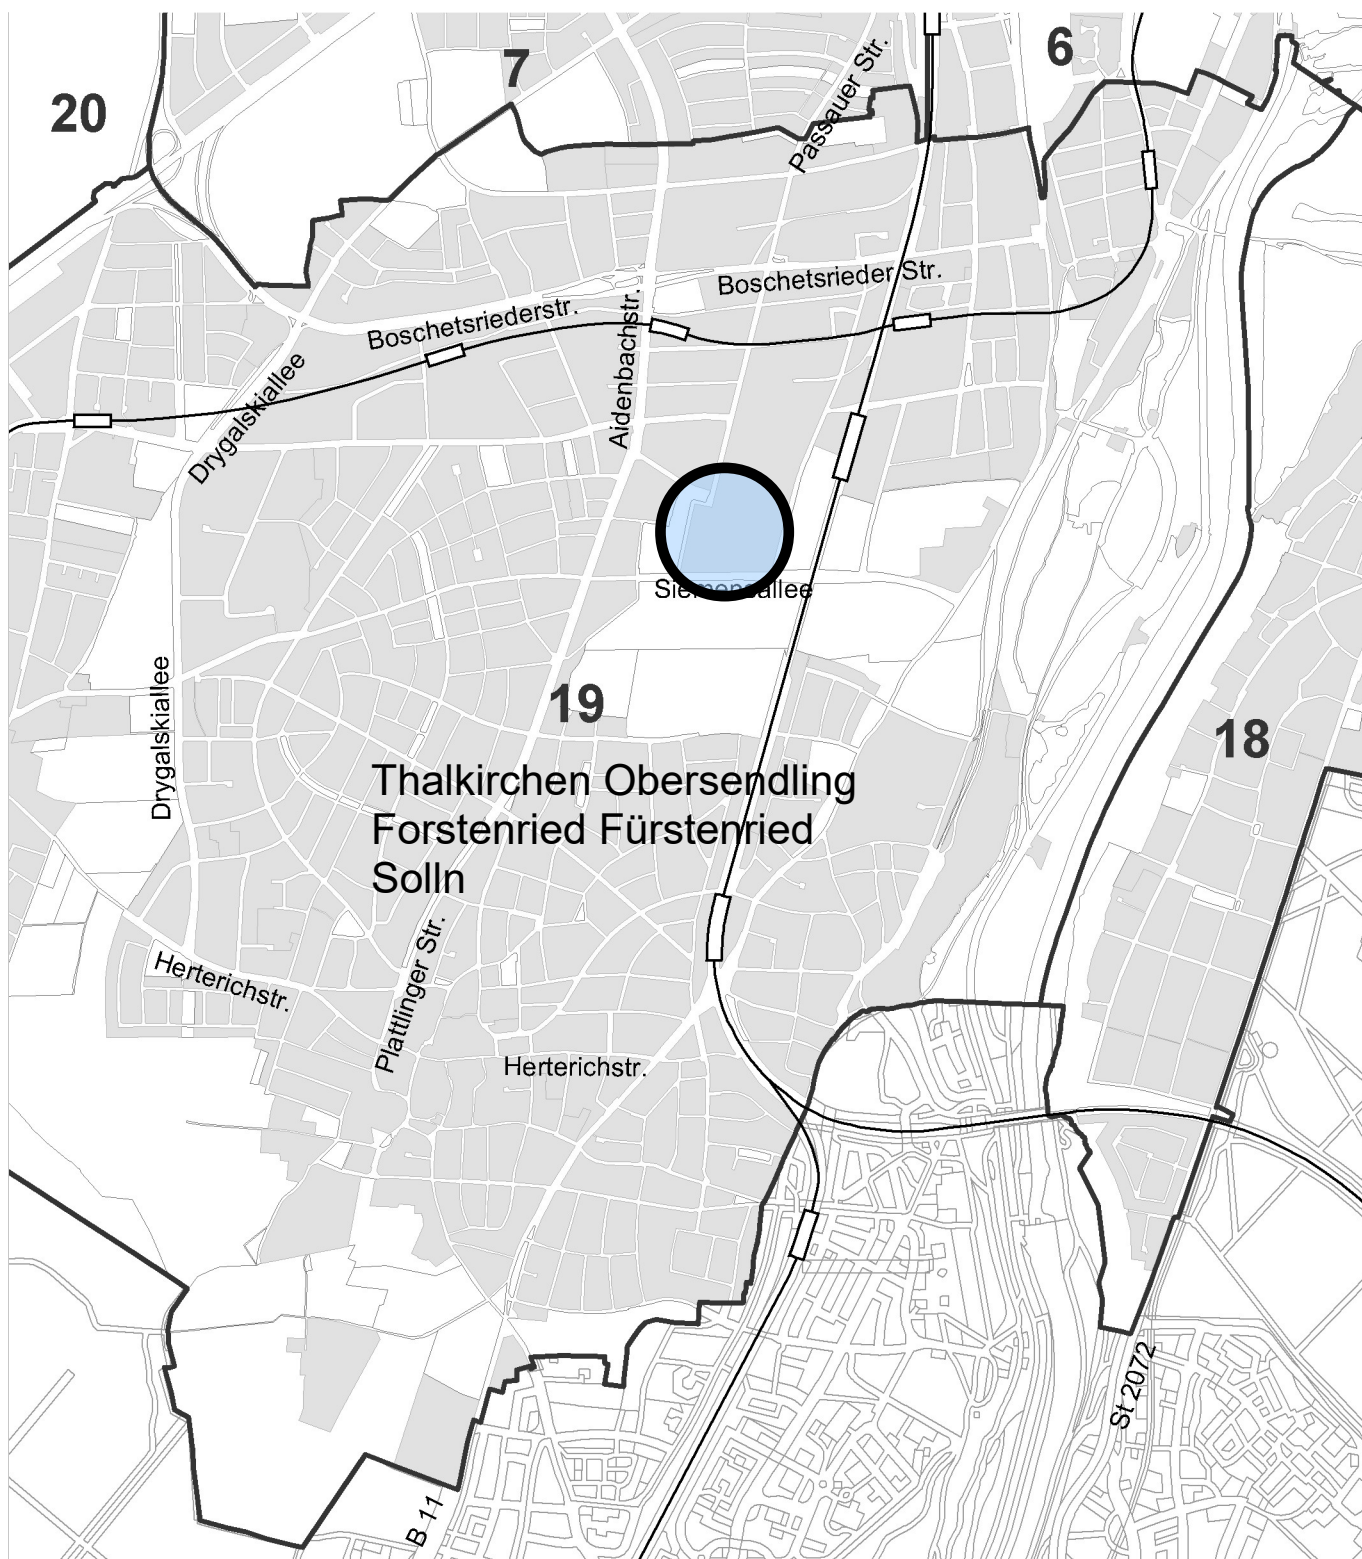 7
6
20
Passauer Str.
Boschetsrieder Str.
Boschetsriederstr.
Aidenbachstr.
Drygalskiallee
Siemensallee
19
18
Drygalskiallee
Thalkirchen Obersendling
Forstenried Fürstenried
Solln
Plattlinger Str.
Herterichstr.
Herterichstr.
St 2072
B 11